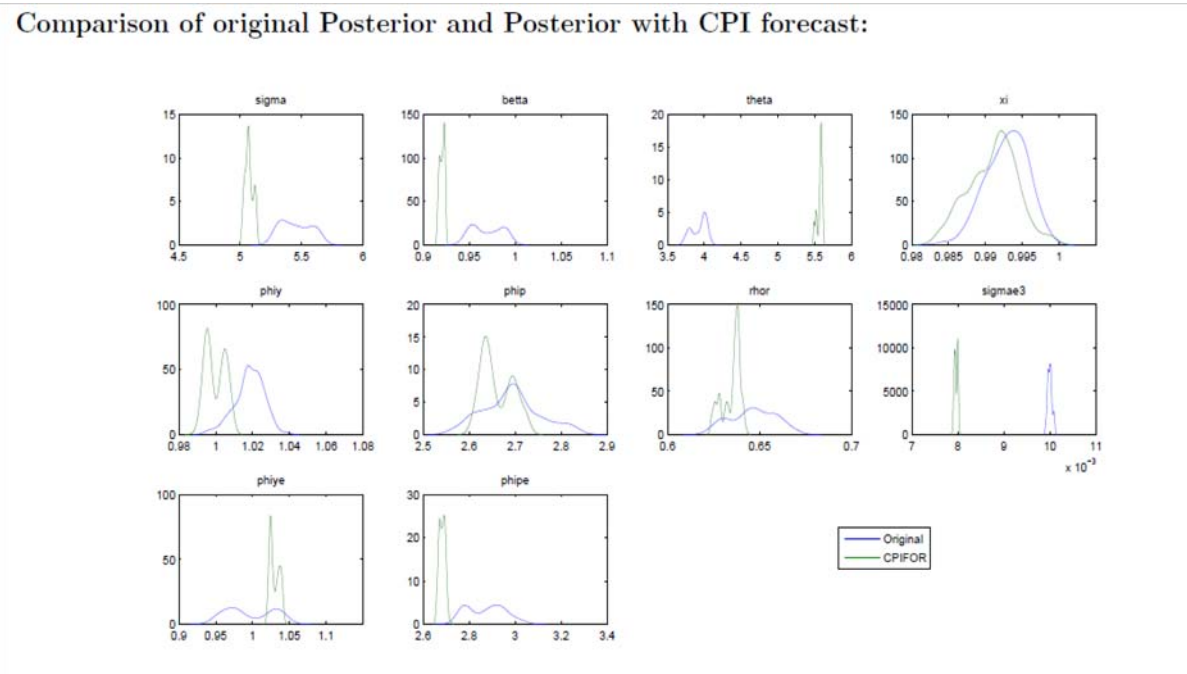 Comparison of original Posterior and Posterior with CPI forecast:
sigma
15
10
5
0
4.5 5 5.5 6
betta
150
100
50
0
0.9 0.95 1 1.05 1.1
theta
20
15
10
5
0
3.5 4 4.5 5 5.5 6
xi
150
100
50
0
0.98 0.985 0.99 0.995 1
phiy
100
50
0
0.98 1 1.02 1.04 1.06 1.08
phip
20
15
10
5
0
2.5 2.6 2.7 2.8 2.9
rhor
150
100
50
0
0.6 0.65 0.7
sigmae3
15000
10000
5000
0
7 8 9 10 11
x 10⁻³
phiye
100
50
0
0.9 0.95 1 1.05 1.1
phipe
30
20
10
0
2.6 2.8 3 3.2 3.4
Original
CPIFOR